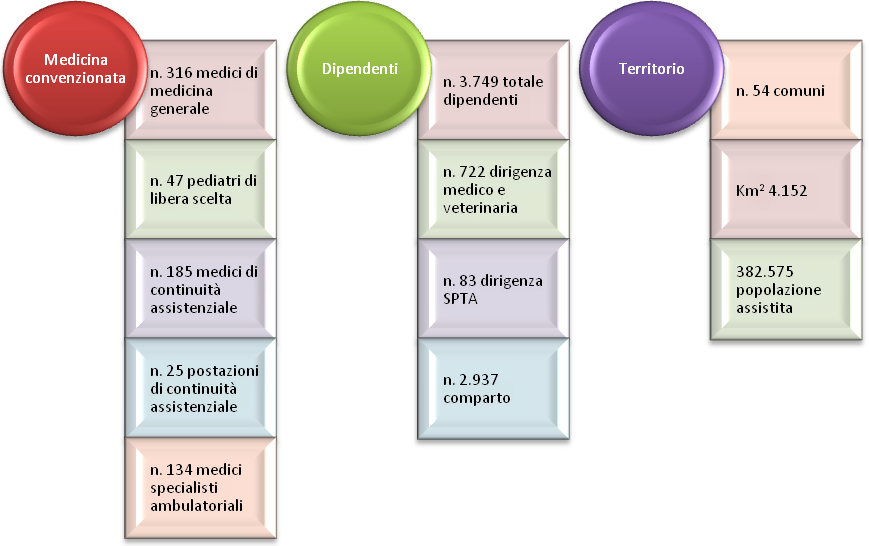 Medicina
convenzionata
n. 316 medici di
medicina
generale
n. 47 pediatri di
libera scelta
n. 185 medici di
continuità
assistenziale
n. 25 postazioni
di continuità
assistenziale
n. 134 medici
specialisti
ambulatoriali
Dipendenti
n. 3.749 totale
dipendenti
n. 722 dirigenza
medico e
veterinaria
n. 83 dirigenza
SPTA
n. 2.937
comparto
Territorio
n. 54 comuni
Km² 4.152
382.575
popolazione
assistita